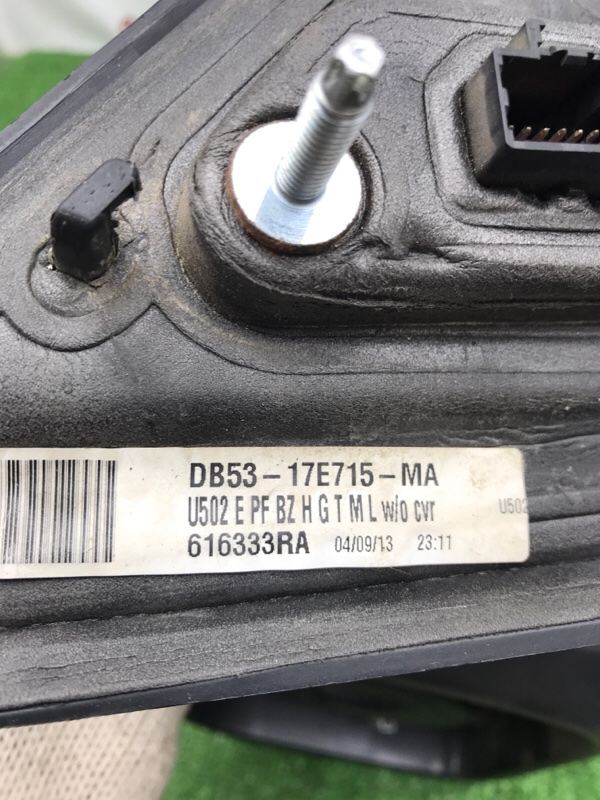 DB53-17E715-MA
U502 E PF BZ H G T M L w/o cvr
U502
616333RA 04/09/13 23:11